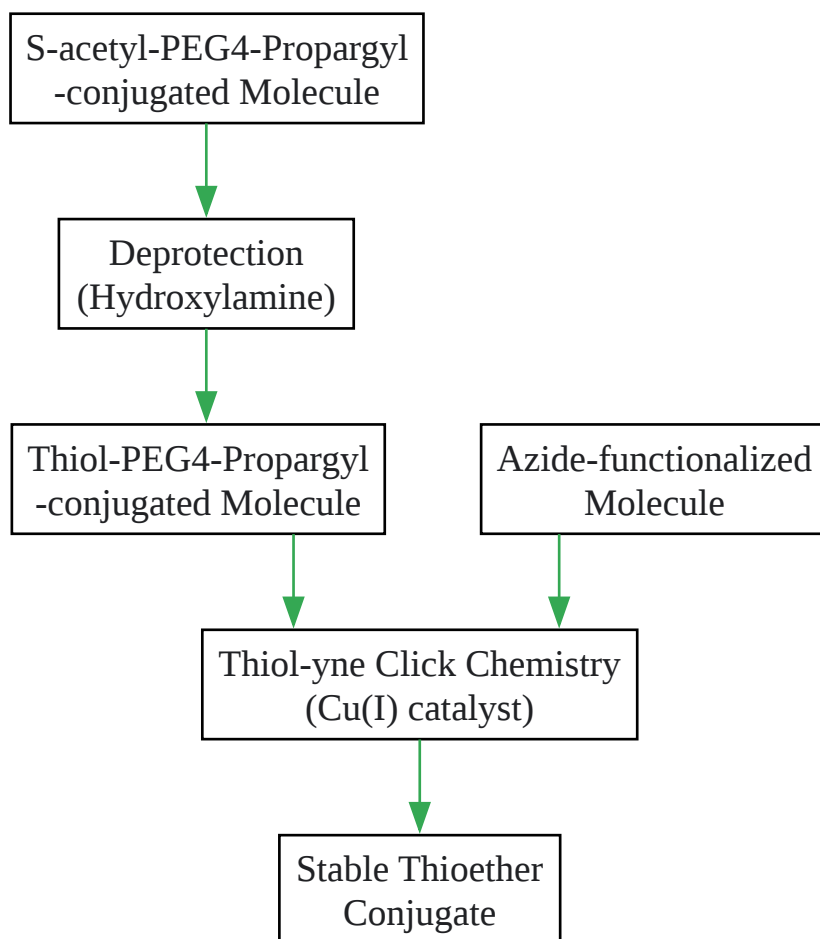 S-acetyl-PEG4-Propargyl
-conjugated Molecule
Deprotection
(Hydroxylamine)
Thiol-PEG4-Propargyl
-conjugated Molecule
Azide-functionalized
Molecule
Thiol-yne Click Chemistry
(Cu(I) catalyst)
Stable Thioether
Conjugate